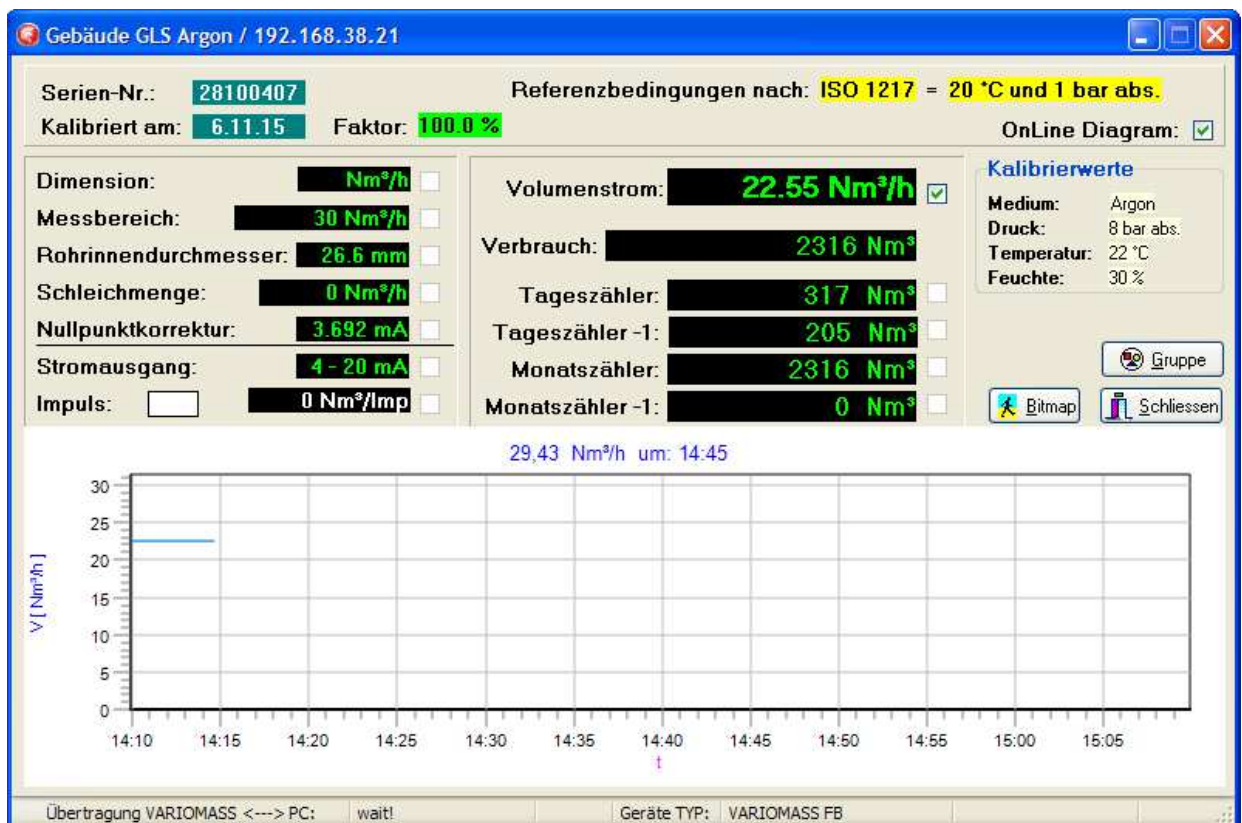 Gebäude GLS Argon / 192.168.38.21
Serien-Nr.: 28100407
Referenzbedingungen nach: ISO 1217 = 20 °C und 1 bar abs.
Kalibriert am: 6.11.15 Faktor: 100.0 %
OnLine Diagram:
Dimension: Nm³/h
Messbereich: 30 Nm³/h
Rohrinnendurchmesser: 26.6 mm
Schleichmenge: 0 Nm³/h
Nullpunktkorrektur: 3.692 mA
Stromausgang: 4 - 20 mA
Impuls: 0 Nm³/Imp
Volumenstrom: 22.55 Nm³/h
Verbrauch: 2316 Nm³
Tageszähler: 317 Nm³
Tageszähler -1: 205 Nm³
Monatszähler: 2316 Nm³
Monatszähler -1: 0 Nm³
Kalibrierwerte
Medium: Argon
Druck: 8 bar abs.
Temperatur: 22 °C
Feuchte: 30 %
Gruppe
Bitmap
Schliessen
29,43 Nm³/h um: 14:45
V [ Nm³/h ]
30
25
20
15
10
5
0
14:10 14:15 14:20 14:25 14:30 14:35 14:40 14:45 14:50 14:55 15:00 15:05
t
Übertragung VARIOMASS <---> PC: wait! Geräte TYP: VARIOMASS FB